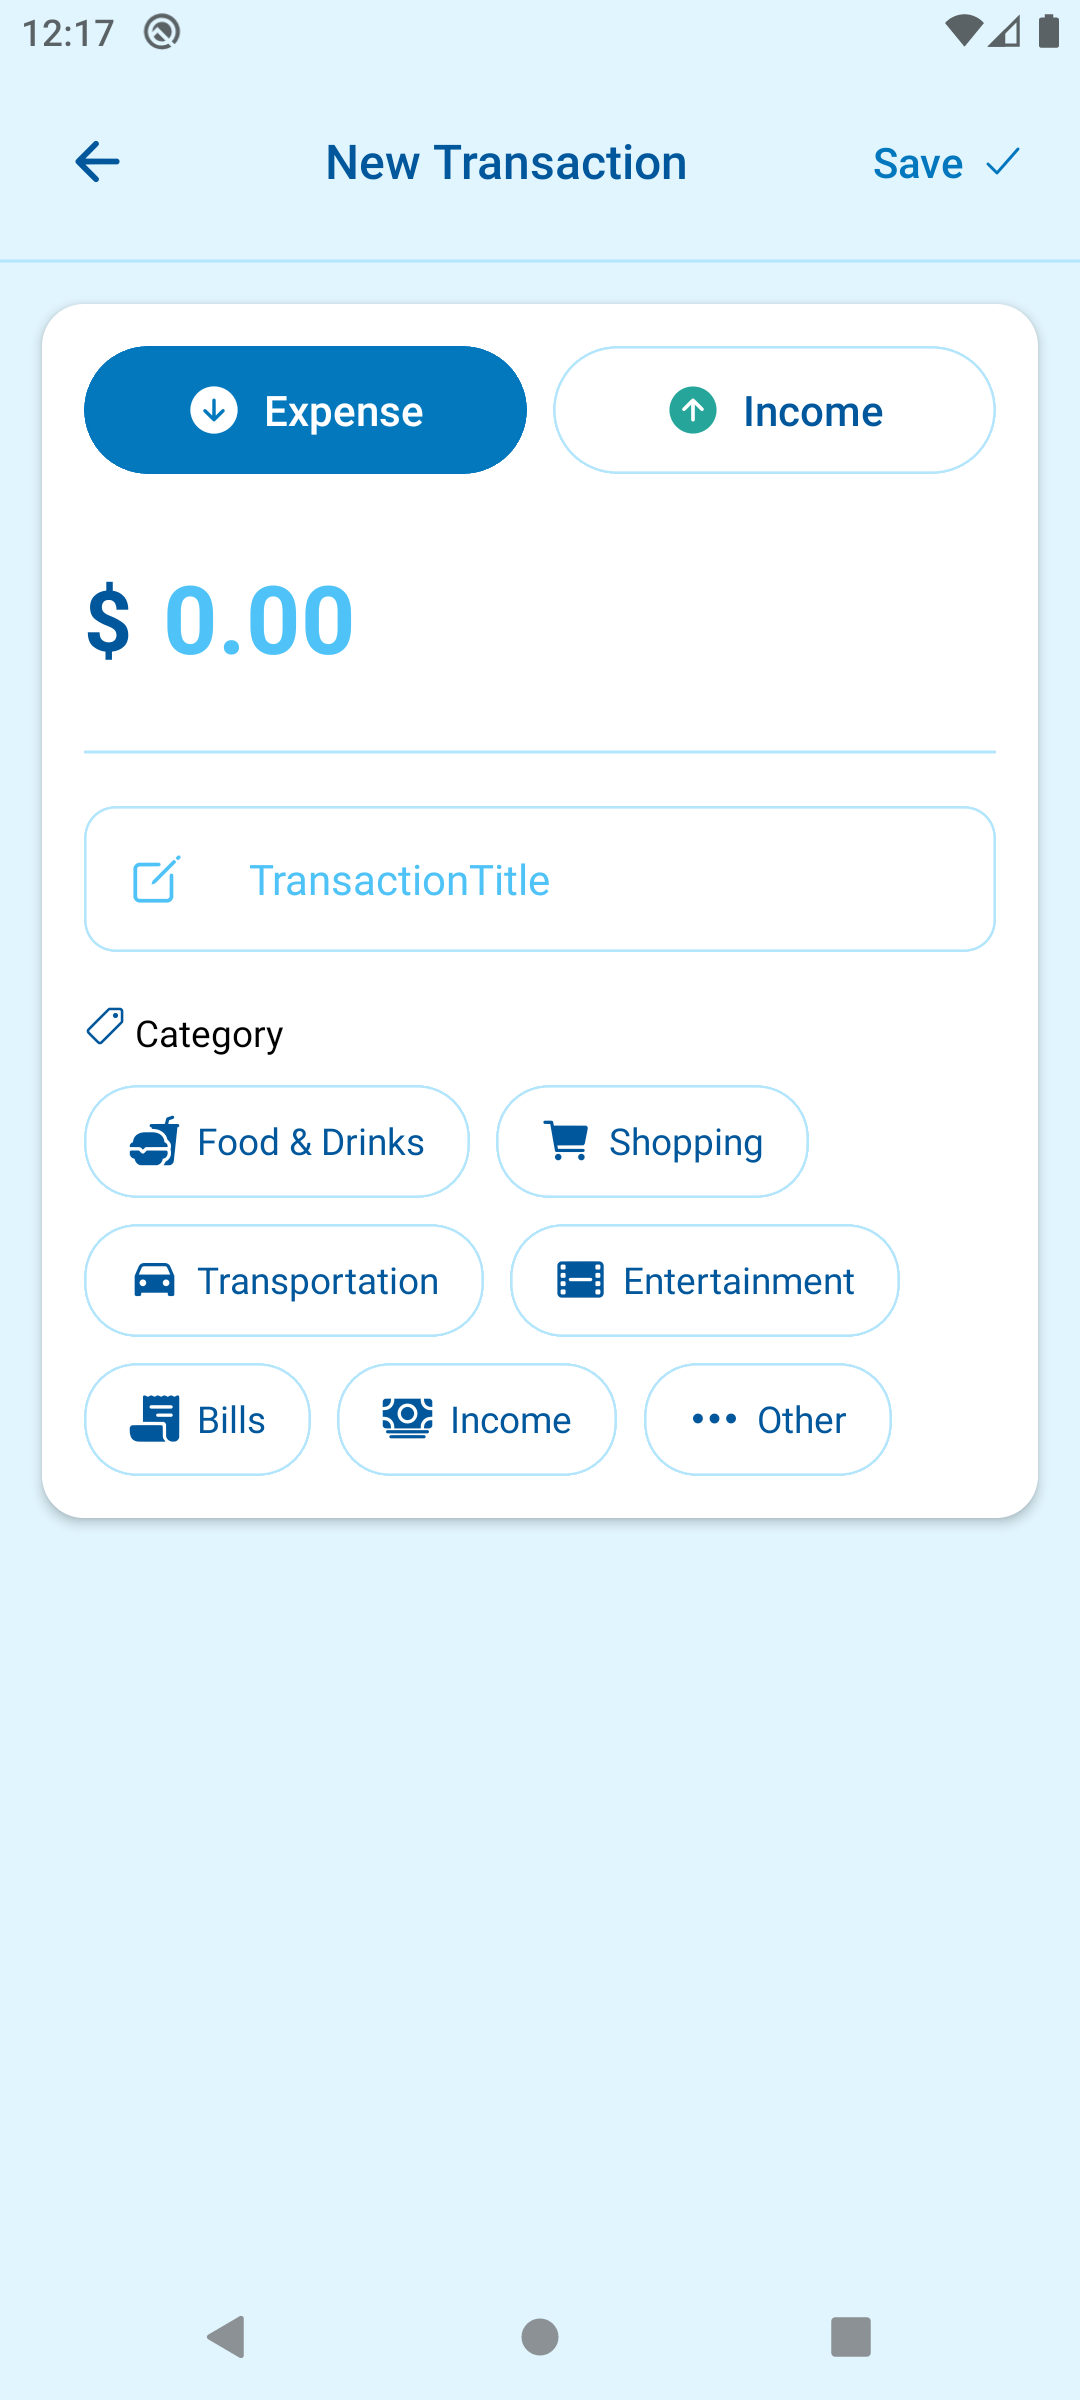 12:17
New Transaction
Save
Expense
Income
$ 0.00
TransactionTitle
Category
Food & Drinks
Shopping
Transportation
Entertainment
Bills
Income
Other